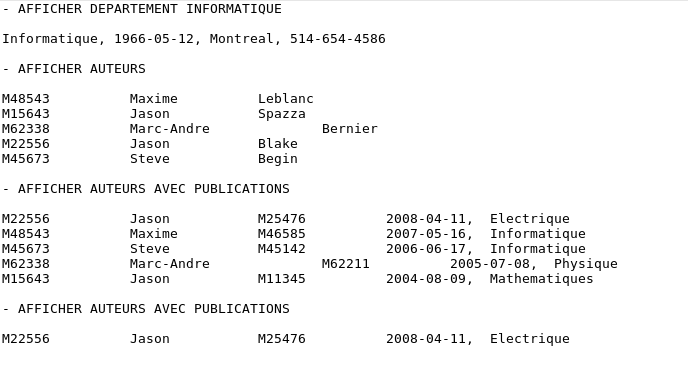 - AFFICHER DEPARTEMENT INFORMATIQUE
Informatique, 1966-05-12, Montreal, 514-654-4586
- AFFICHER AUTEURS
M48543 Maxime Leblanc
M15643 Jason Spazza
M62338 Marc-Andre Bernier
M22556 Jason Blake
M45673 Steve Begin
- AFFICHER AUTEURS AVEC PUBLICATIONS
M22556 Jason M25476 2008-04-11, Electrique
M48543 Maxime M46585 2007-05-16, Informatique
M45673 Steve M45142 2006-06-17, Informatique
M62338 Marc-Andre M62211 2005-07-08, Physique
M15643 Jason M11345 2004-08-09, Mathematiques
- AFFICHER AUTEURS AVEC PUBLICATIONS
M22556 Jason M25476 2008-04-11, Electrique